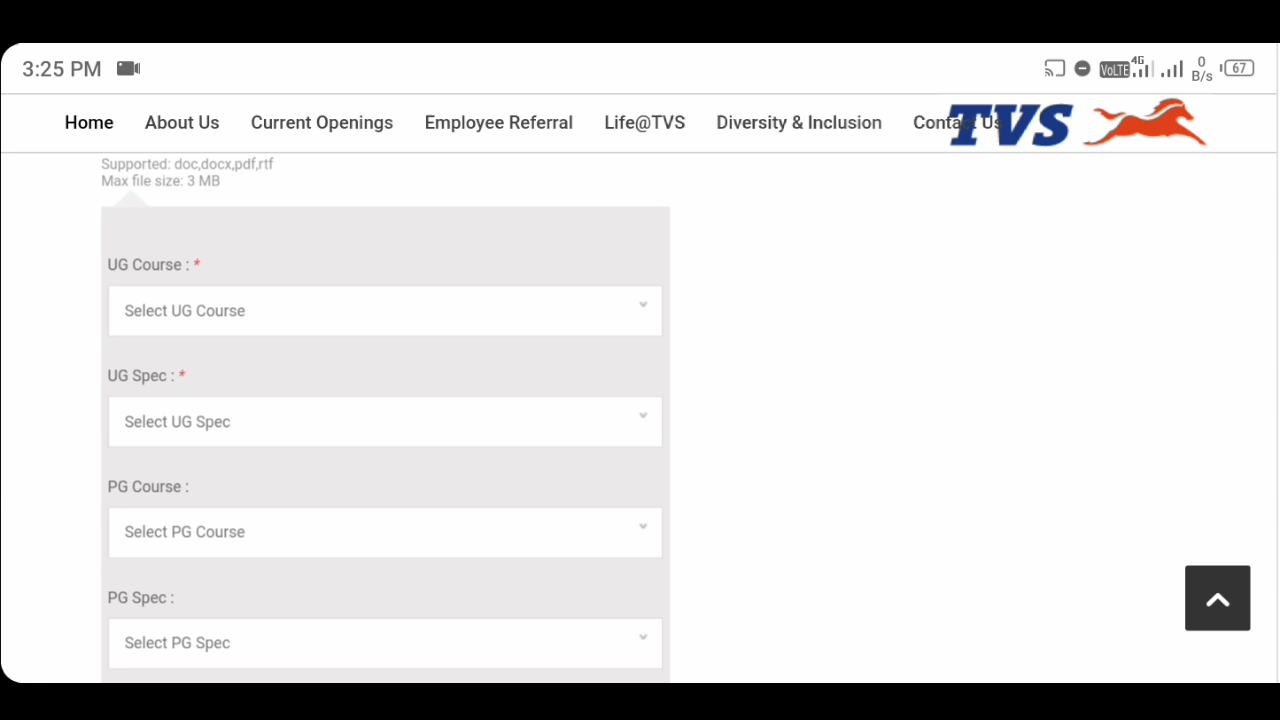 3:25 PM
VoLTE 4G 0 B/s 67
Home About Us Current Openings Employee Referral Life@TVS Diversity & Inclusion Contact Us TVS
Supported: doc,docx,pdf,rtf
Max file size: 3 MB
UG Course : *
Select UG Course
UG Spec : *
Select UG Spec
PG Course :
Select PG Course
PG Spec :
Select PG Spec